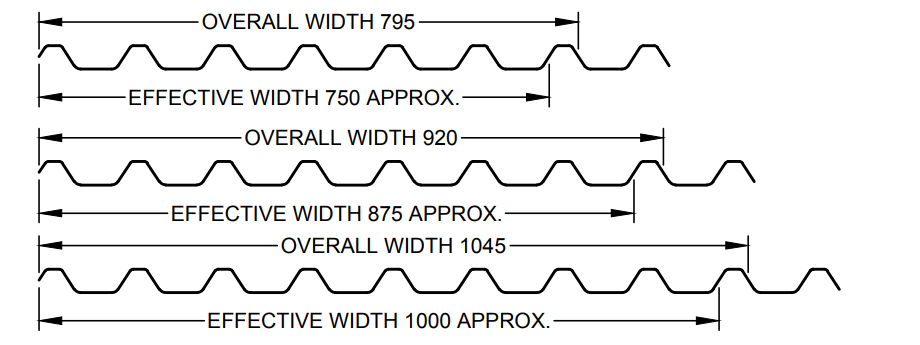 OVERALL WIDTH 795
EFFECTIVE WIDTH 750 APPROX.
OVERALL WIDTH 920
EFFECTIVE WIDTH 875 APPROX.
OVERALL WIDTH 1045
EFFECTIVE WIDTH 1000 APPROX.